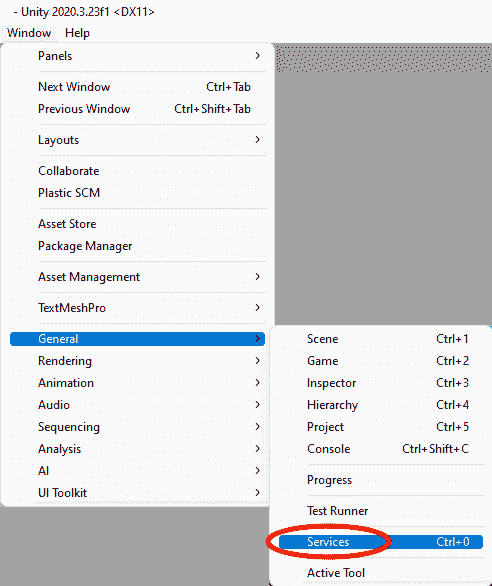 - Unity 2020.3.23f1 <DX11>
Window Help
Panels
Next Window Ctrl+Tab
Previous Window Ctrl+Shift+Tab
Layouts
Collaborate
Plastic SCM
Asset Store
Package Manager
Asset Management
TextMeshPro
General
Rendering
Animation
Audio
Sequencing
Analysis
AI
UI Toolkit
Scene Ctrl+1
Game Ctrl+2
Inspector Ctrl+3
Hierarchy Ctrl+4
Project Ctrl+5
Console Ctrl+Shift+C
Progress
Test Runner
Services Ctrl+0
Active Tool